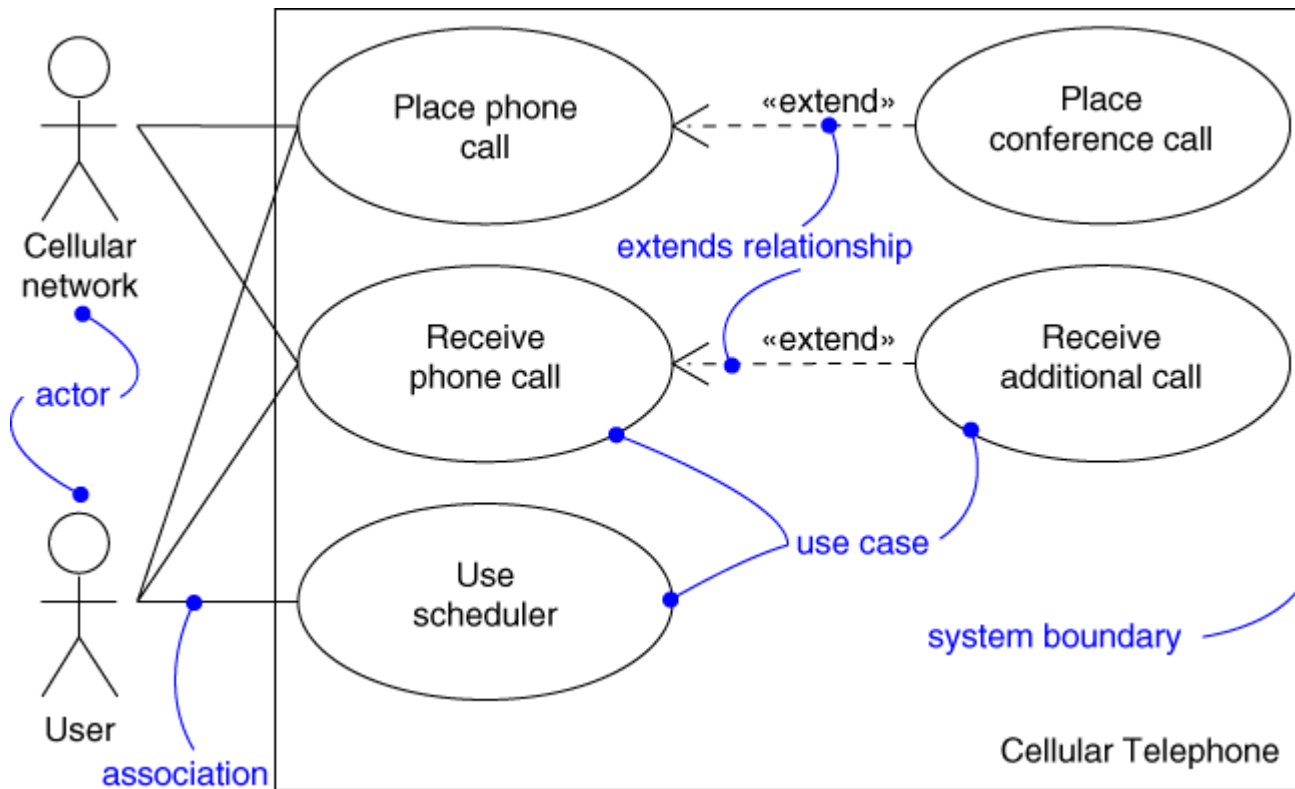 Place phone
call
«extend»
Place
conference call
Cellular
network
extends relationship
actor
Receive
phone call
«extend»
Receive
additional call
use case
Use
scheduler
system boundary
User
association
Cellular Telephone